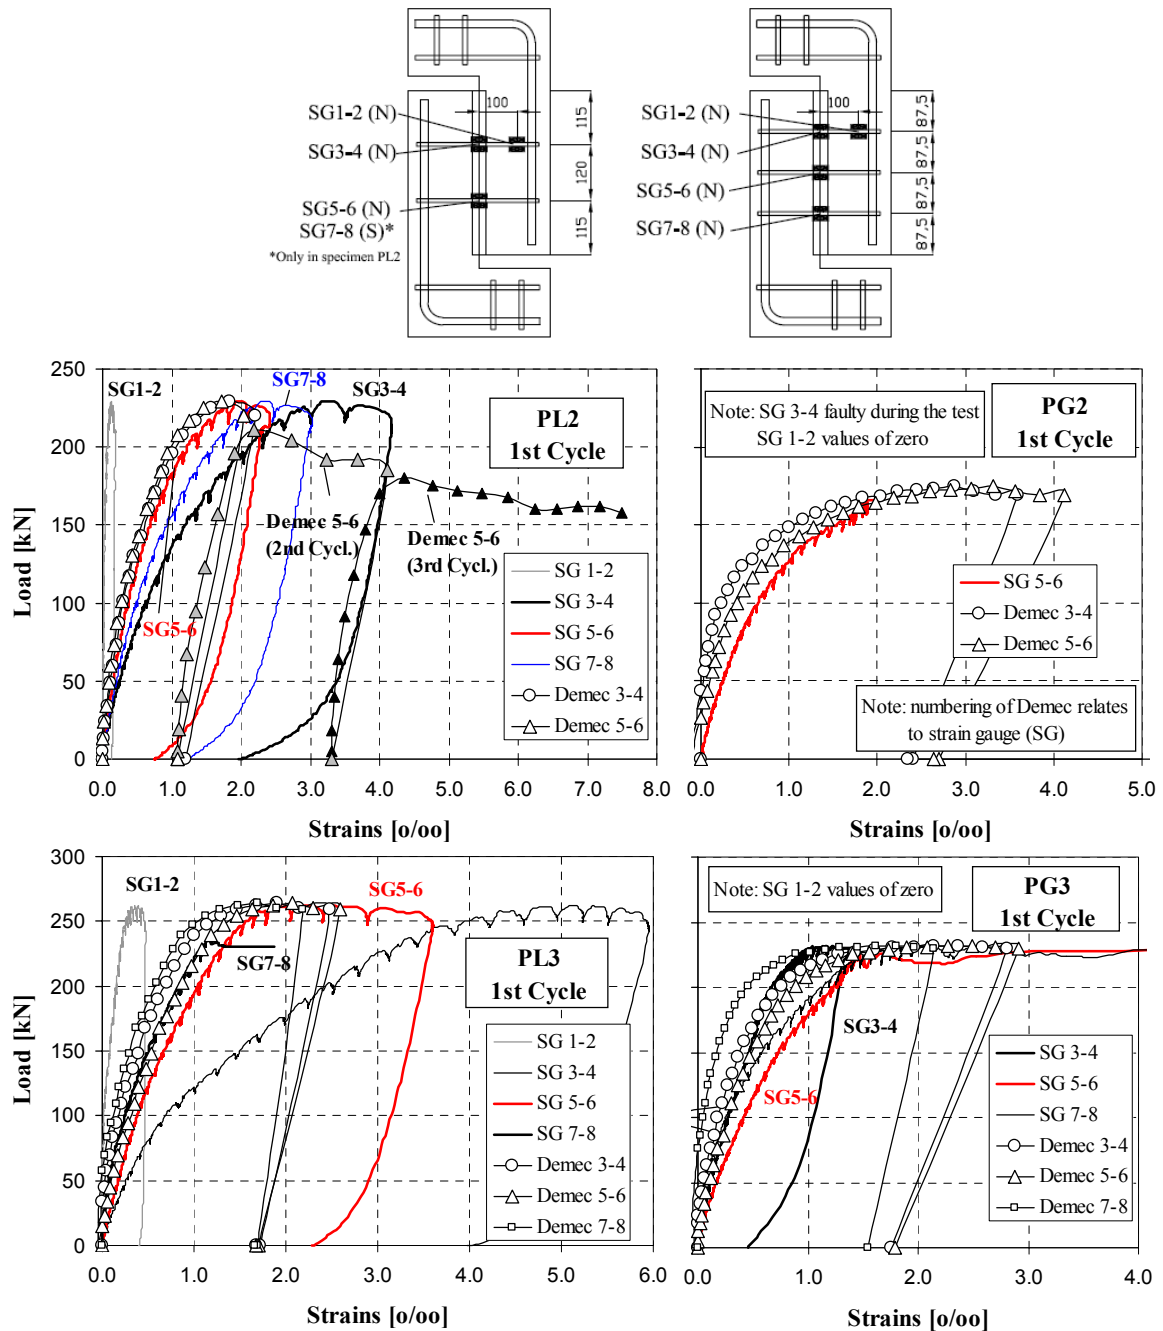 SG1-2 (N)
SG3-4 (N)
SG5-6 (N)
SG7-8 (S)*
*Only in specimen PL2
100
115
120
115
SG1-2 (N)
SG3-4 (N)
SG5-6 (N)
SG7-8 (N)
100
87,5
87,5
87,5
87,5
250
200
150
100
50
0
Load [kN]
SG1-2
SG7-8
SG3-4
PL2
1st Cycle
SG5-6
Demec 5-6
(2nd Cycl.)
Demec 5-6
(3rd Cycl.)
SG 1-2
SG 3-4
SG 5-6
SG 7-8
Demec 3-4
Demec 5-6
0.0 1.0 2.0 3.0 4.0 5.0 6.0 7.0 8.0
Strains [o/oo]
Note: SG 3-4 faulty during the test
SG 1-2 values of zero
PG2
1st Cycle
SG 5-6
Demec 3-4
Demec 5-6
Note: numbering of Demec relates
to strain gauge (SG)
0.0 1.0 2.0 3.0 4.0 5.0
Strains [o/oo]
300
250
200
150
100
50
0
Load [kN]
SG1-2
SG5-6
SG7-8
PL3
1st Cycle
SG 1-2
SG 3-4
SG 5-6
SG 7-8
Demec 3-4
Demec 5-6
Demec 7-8
0.0 1.0 2.0 3.0 4.0 5.0 6.0
Strains [o/oo]
Note: SG 1-2 values of zero
PG3
1st Cycle
SG3-4
SG5-6
SG 3-4
SG 5-6
SG 7-8
Demec 3-4
Demec 5-6
Demec 7-8
0.0 1.0 2.0 3.0 4.0
Strains [o/oo]